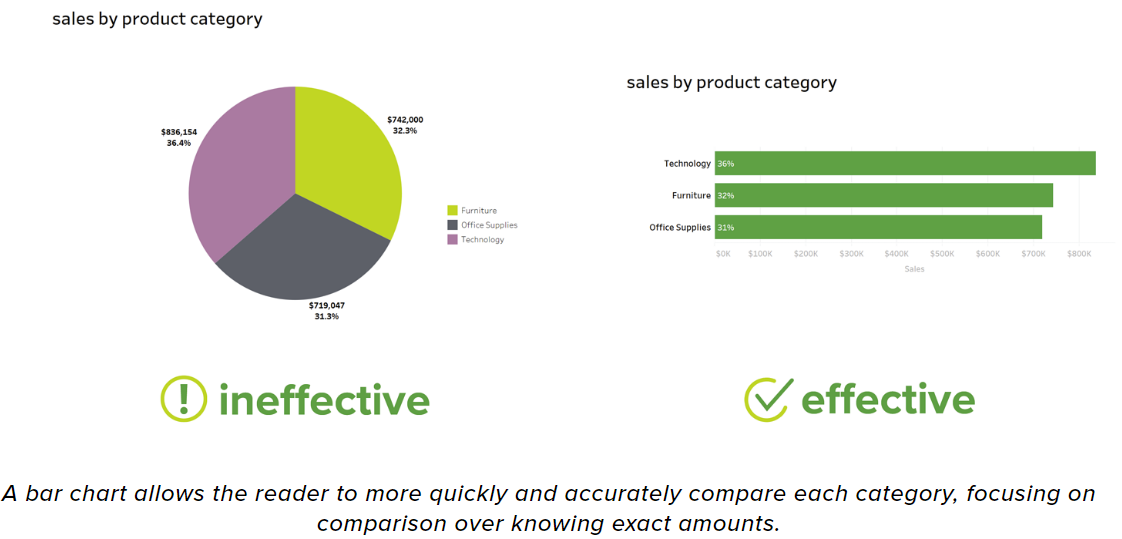 sales by product category
$836,154
36.4%
$742,000
32.3%
$719,047
31.3%
Furniture
Office Supplies
Technology
! ineffective
sales by product category
Technology 36%
Furniture 32%
Office Supplies 31%
$0K $100K $200K $300K $400K $500K $600K $700K $800K
Sales
effective
A bar chart allows the reader to more quickly and accurately compare each category, focusing on
comparison over knowing exact amounts.